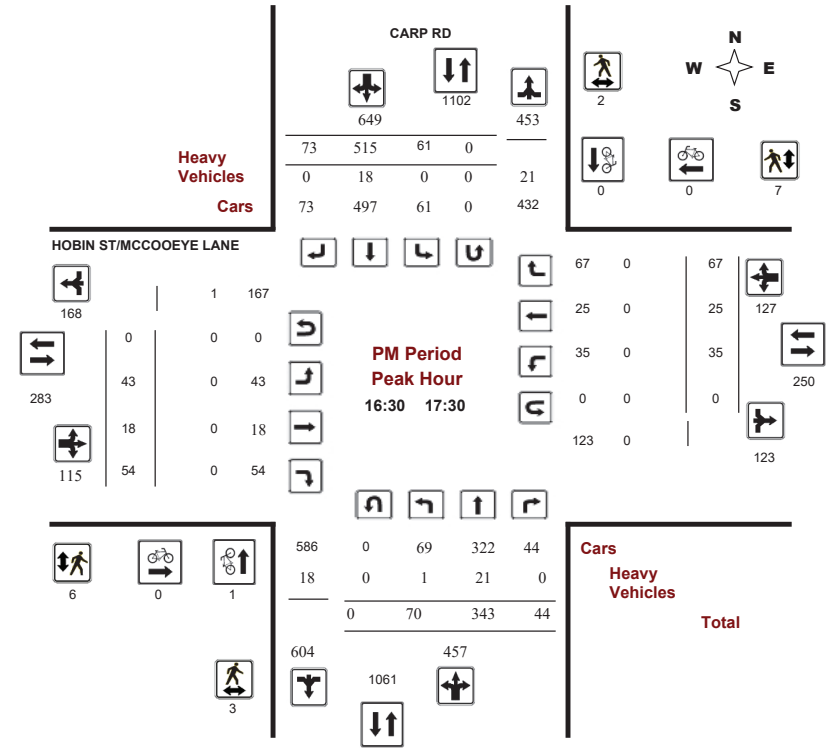 CARP RD
N
W E
S
1102
2
649
453
73 515 61 0
Heavy
Vehicles
0 18 0 0 21
Cars
73 497 61 0 432
0
0
7
HOBIN ST/MCCOOEYE LANE
168
1 167
67 0 67
127
0 0 0
25 0 25
283
43 0 43
PM Period
Peak Hour
16:30 17:30
35 0 35
250
18 0 18
0 0 0
115
54 0 54
123 0
123
586 0 69 322 44
Cars
18 0 1 21 0
Heavy
Vehicles
0 70 343 44
Total
6
0
1
604
457
1061
3